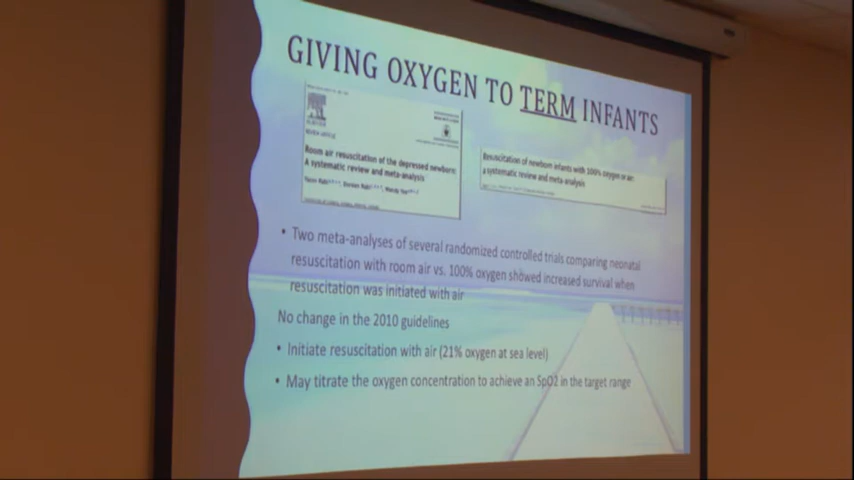 GIVING OXYGEN TO TERM INFANTS
ELSEVIER
REVIEW ARTICLE
Room air resuscitation of the depressed newborn:
A systematic review and meta-analysis
Resuscitation of newborn infants with 100% oxygen or air:
a systematic review and meta-analysis
• Two meta-analyses of several randomized controlled trials comparing neonatal
resuscitation with room air vs. 100% oxygen showed increased survival when
resuscitation was initiated with air
No change in the 2010 guidelines
• Initiate resuscitation with air (21% oxygen at sea level)
• May titrate the oxygen concentration to achieve an SpO2 in the target range